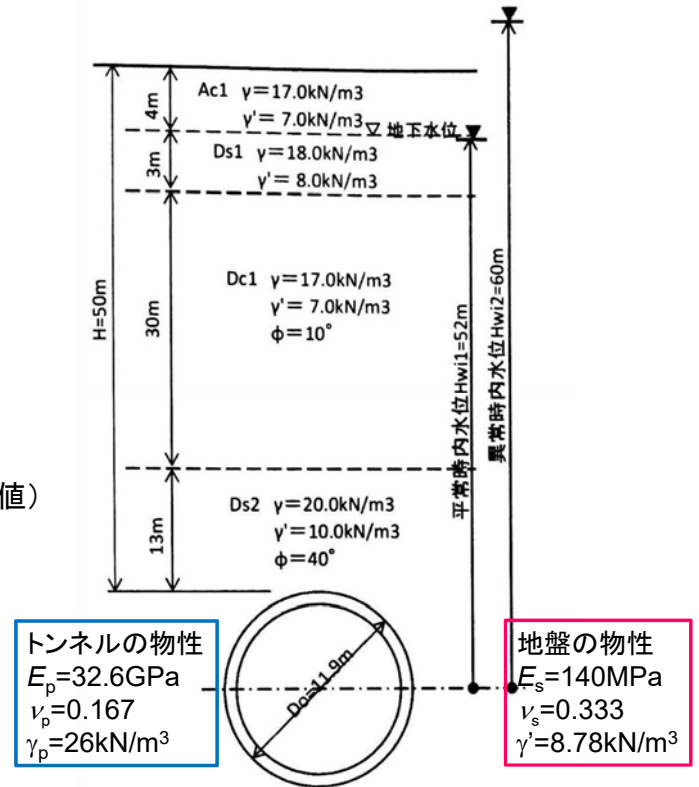 Ac1 γ=17.0kN/m3
γ'= 7.0kN/m3
▽ 地下水位
Ds1 γ=18.0kN/m3
γ'= 8.0kN/m3
Dc1 γ=17.0kN/m3
γ'= 7.0kN/m3
φ=10°
Ds2 γ=20.0kN/m3
γ'=10.0kN/m3
φ=40°
4m
3m
30m
13m
H=50m
平常時内水位Hwi1=52m
異常時内水位Hwi2=60m
値）
Do=11.9m
トンネルの物性
Ep=32.6GPa
νp=0.167
γp=26kN/m³
地盤の物性
Es=140MPa
νs=0.333
γ'=8.78kN/m³